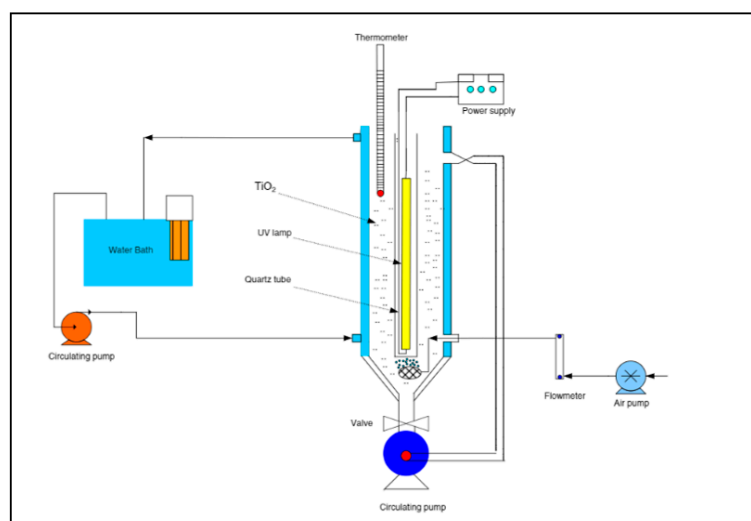 Thermometer
Power supply
TiO2
Water Bath
UV lamp
Quartz tube
Circulating pump
Flowmeter
Air pump
Valve
Circulating pump